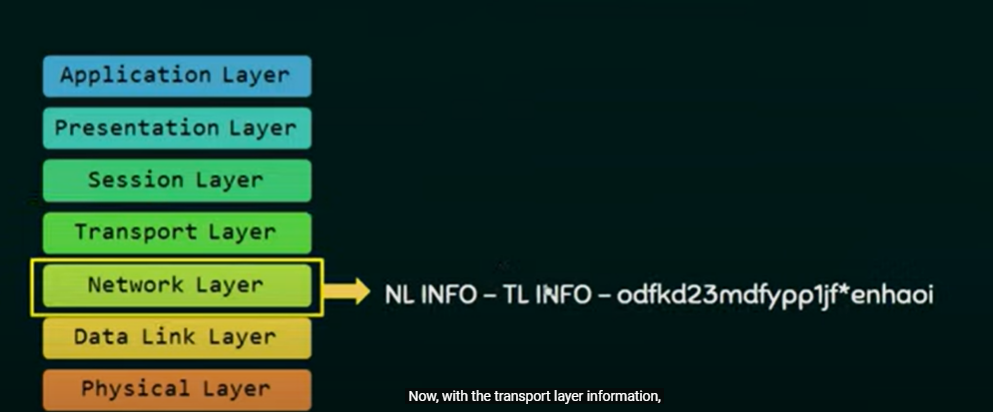 Application Layer
Presentation Layer
Session Layer
Transport Layer
Network Layer
NL INFO – TL INFO – odfkd23mdfypp1jf*enhaoi
Data Link Layer
Physical Layer
Now, with the transport layer information,